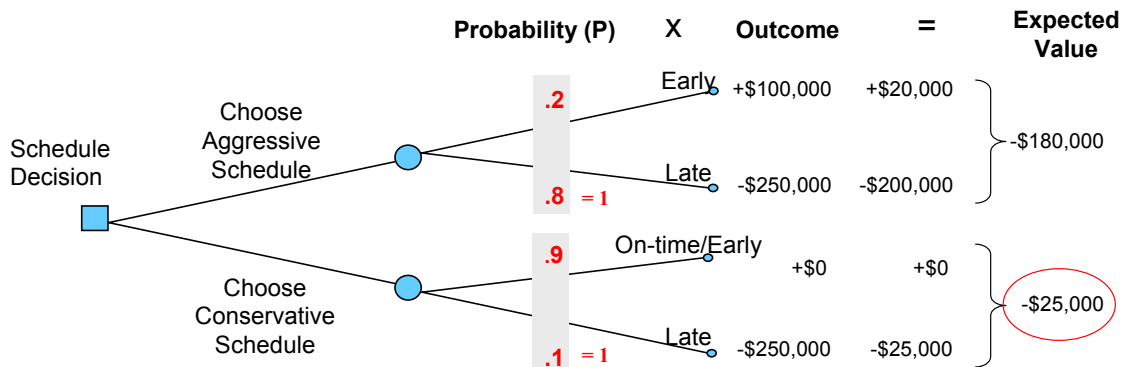 Probability (P) X Outcome = Expected
Value
Early
.2 +$100,000 +$20,000
Choose
Aggressive
Schedule
-$180,000
Schedule
Decision
Late
.8 = 1 -$250,000 -$200,000
On-time/Early
.9 +$0 +$0
Choose
Conservative
Schedule
-$25,000
Late
.1 = 1 -$250,000 -$25,000